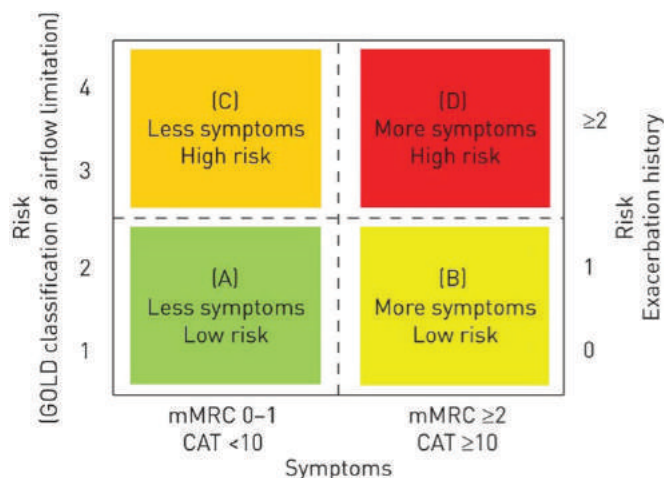 Risk
(GOLD classification of airflow limitation)
4
3
2
1
(C)
Less symptoms
High risk
(D)
More symptoms
High risk
(A)
Less symptoms
Low risk
(B)
More symptoms
Low risk
≥2
1
0
Risk
Exacerbation history
mMRC 0–1
CAT <10
mMRC ≥2
CAT ≥10
Symptoms